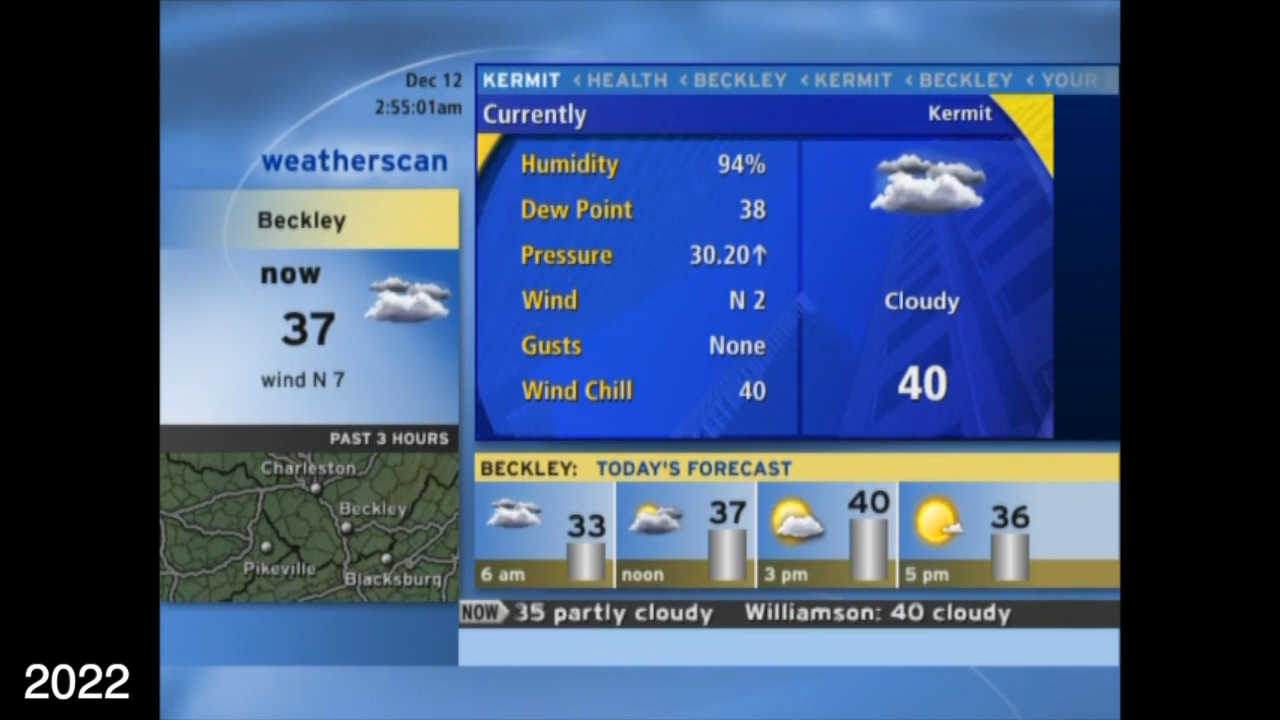 Dec 12
2:55:01am
weatherscan
Beckley
now
37
wind N 7
PAST 3 HOURS
Charleston
Beckley
Pikeville
Blacksburg
KERMIT < HEALTH < BECKLEY < KERMIT < BECKLEY < YOUR
Currently Kermit
Humidity 94%
Dew Point 38
Pressure 30.20↑
Wind N 2
Gusts None
Wind Chill 40
Cloudy
40
BECKLEY: TODAY'S FORECAST
33 37 40 36
6 am noon 3 pm 5 pm
NOW 35 partly cloudy Williamson: 40 cloudy
2022